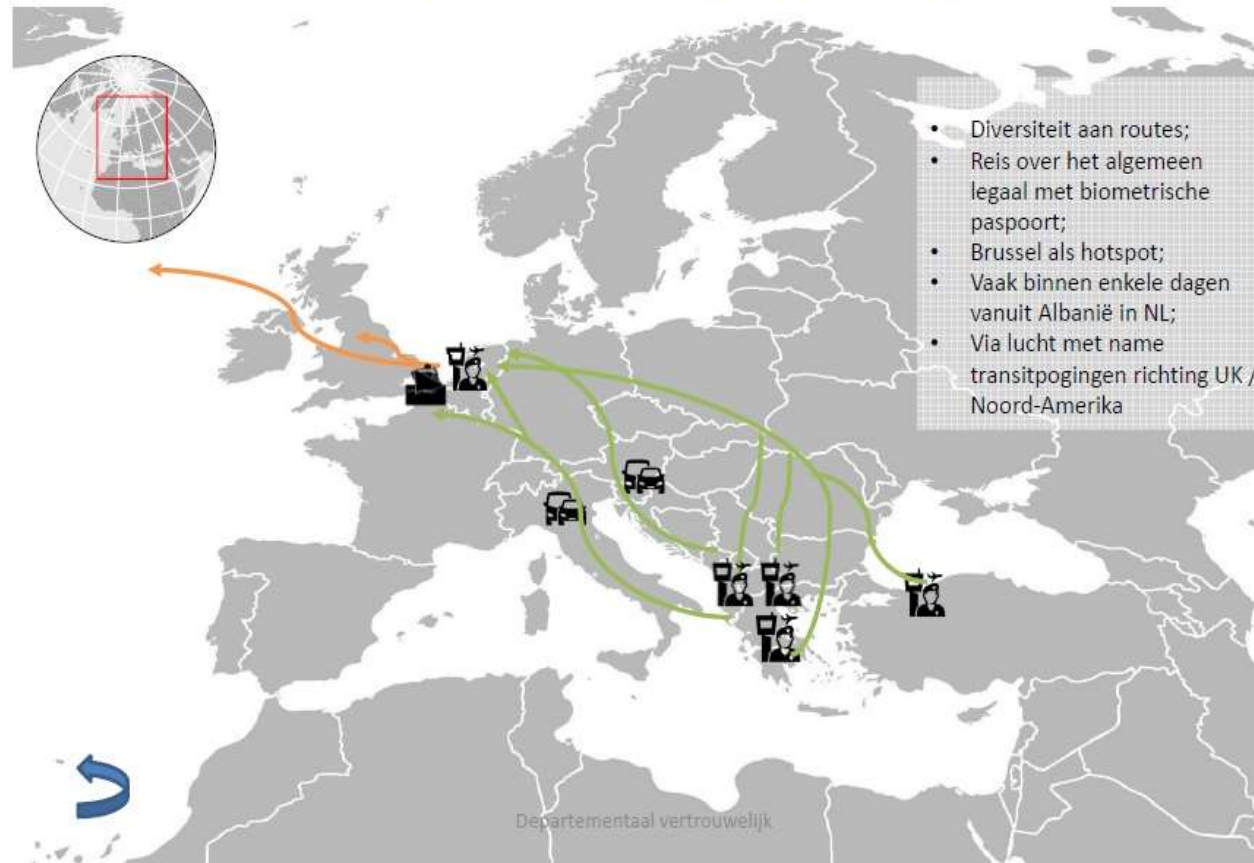 • Diversiteit aan routes;
• Reis over het algemeen
legaal met biometrische
paspoort;
• Brussel als hotspot;
• Vaak binnen enkele dagen
vanuit Albanië in NL;
• Via lucht met name
transitpogingen richting UK /
Noord-Amerika
Departementaal vertrouwelijk